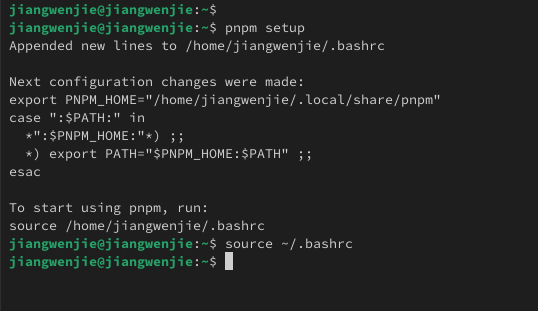 jiangwenjie@jiangwenjie:~$
jiangwenjie@jiangwenjie:~$ pnpm setup
Appended new lines to /home/jiangwenjie/.bashrc

Next configuration changes were made:
export PNPM_HOME="/home/jiangwenjie/.local/share/pnpm"
case ":$PATH:" in
  *":$PNPM_HOME:"*) ;;
  *) export PATH="$PNPM_HOME:$PATH" ;;
esac

To start using pnpm, run:
source /home/jiangwenjie/.bashrc
jiangwenjie@jiangwenjie:~$ source ~/.bashrc
jiangwenjie@jiangwenjie:~$